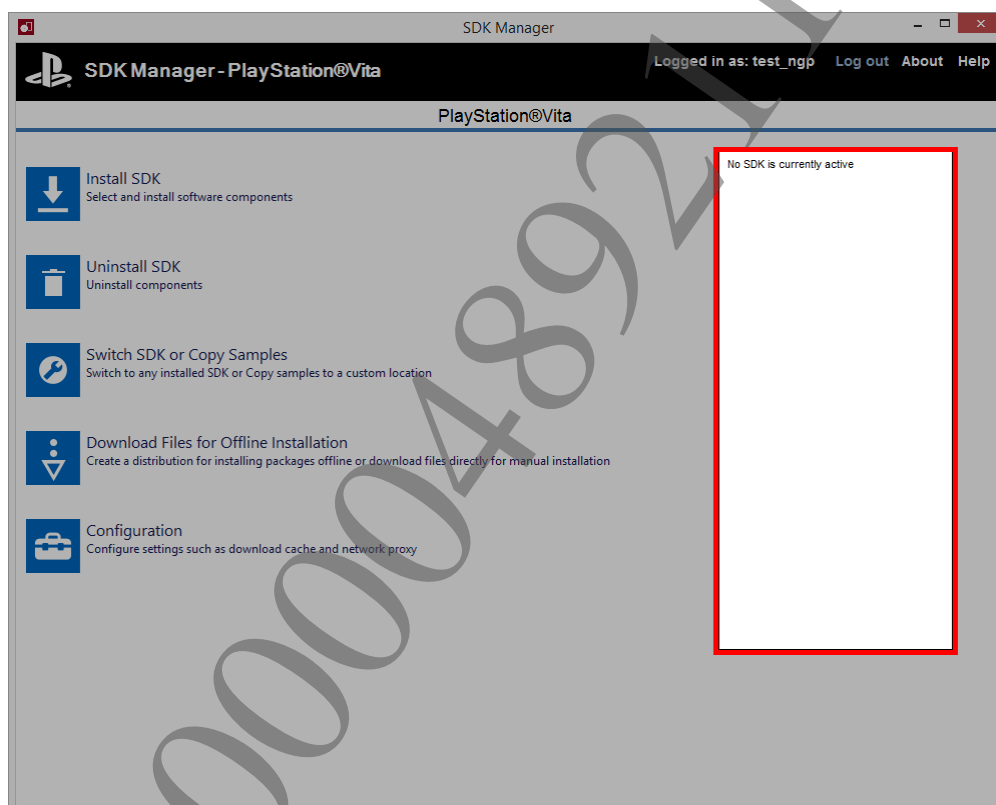 SDK Manager
SDK Manager - PlayStation®Vita
Logged in as: test_ngp Log out About Help
PlayStation®Vita
No SDK is currently active
Install SDK
Select and install software components
Uninstall SDK
Uninstall components
Switch SDK or Copy Samples
Switch to any installed SDK or Copy samples to a custom location
Download Files for Offline Installation
Create a distribution for installing packages offline or download files directly for manual installation
Configuration
Configure settings such as download cache and network proxy